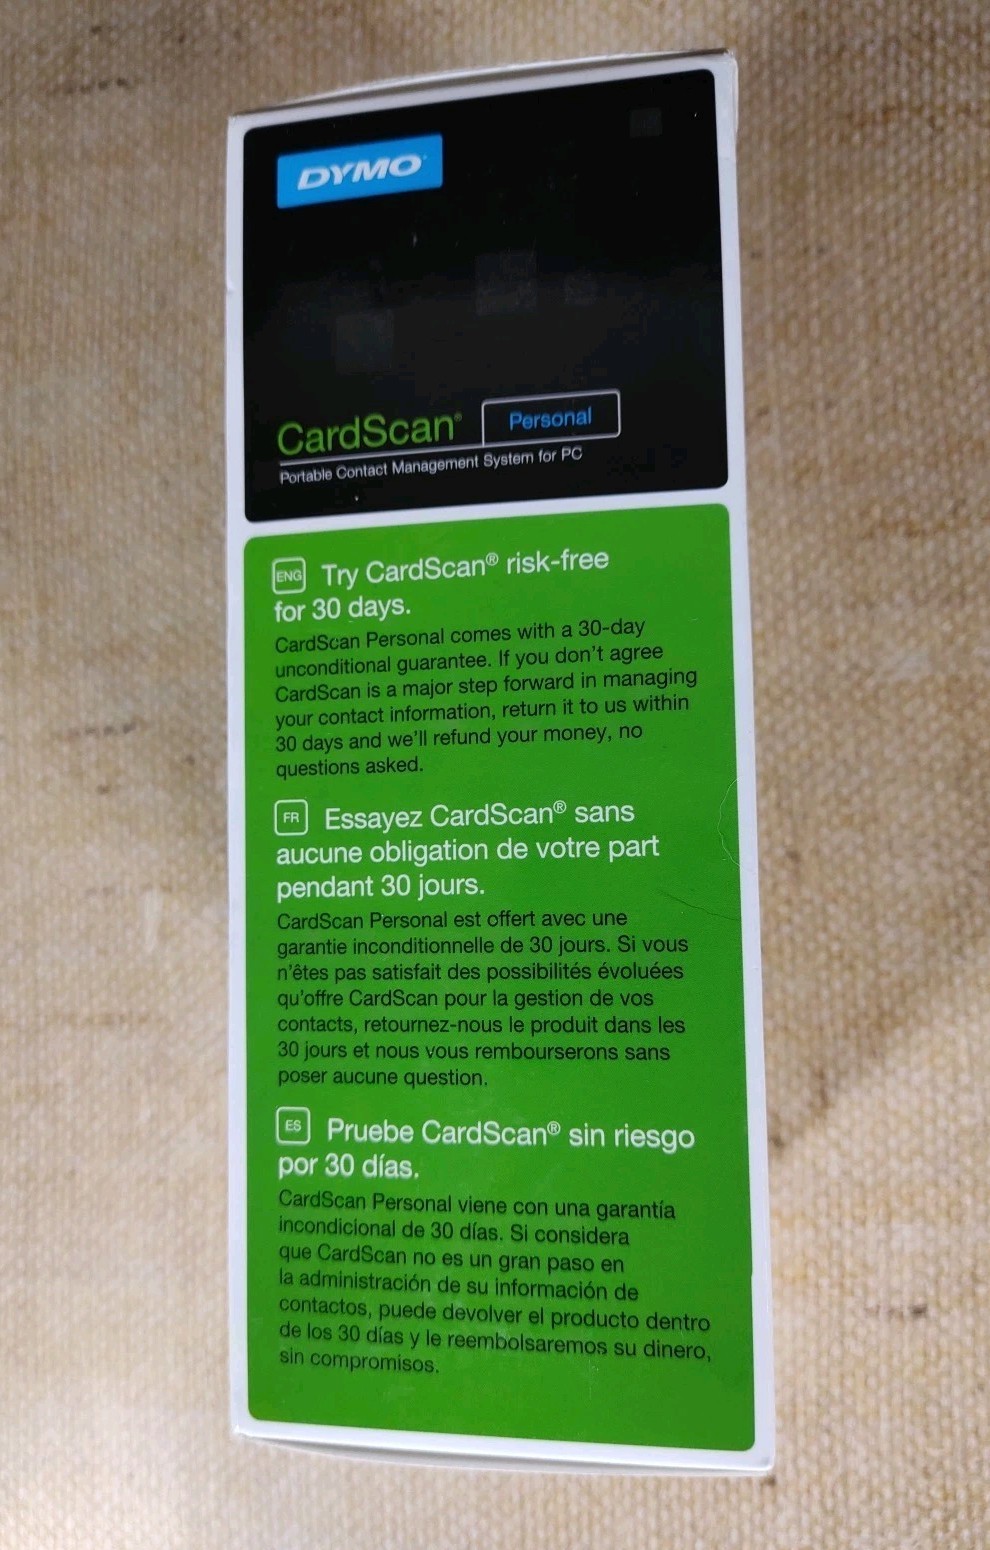 DYMO
CardScan® Personal
Portable Contact Management System for PC
ENG Try CardScan® risk-free
for 30 days.
CardScan Personal comes with a 30-day
unconditional guarantee. If you don't agree
CardScan is a major step forward in managing
your contact information, return it to us within
30 days and we'll refund your money, no
questions asked.
FR Essayez CardScan® sans
aucune obligation de votre part
pendant 30 jours.
CardScan Personal est offert avec une
garantie inconditionnelle de 30 jours. Si vous
n'êtes pas satisfait des possibilités évoluées
qu'offre CardScan pour la gestion de vos
contacts, retournez-nous le produit dans les
30 jours et nous vous rembourserons sans
poser aucune question.
ES Pruebe CardScan® sin riesgo
por 30 días.
CardScan Personal viene con una garantía
incondicional de 30 días. Si considera
que CardScan no es un gran paso en
la administración de su información de
contactos, puede devolver el producto dentro
de los 30 días y le reembolsaremos su dinero,
sin compromisos.